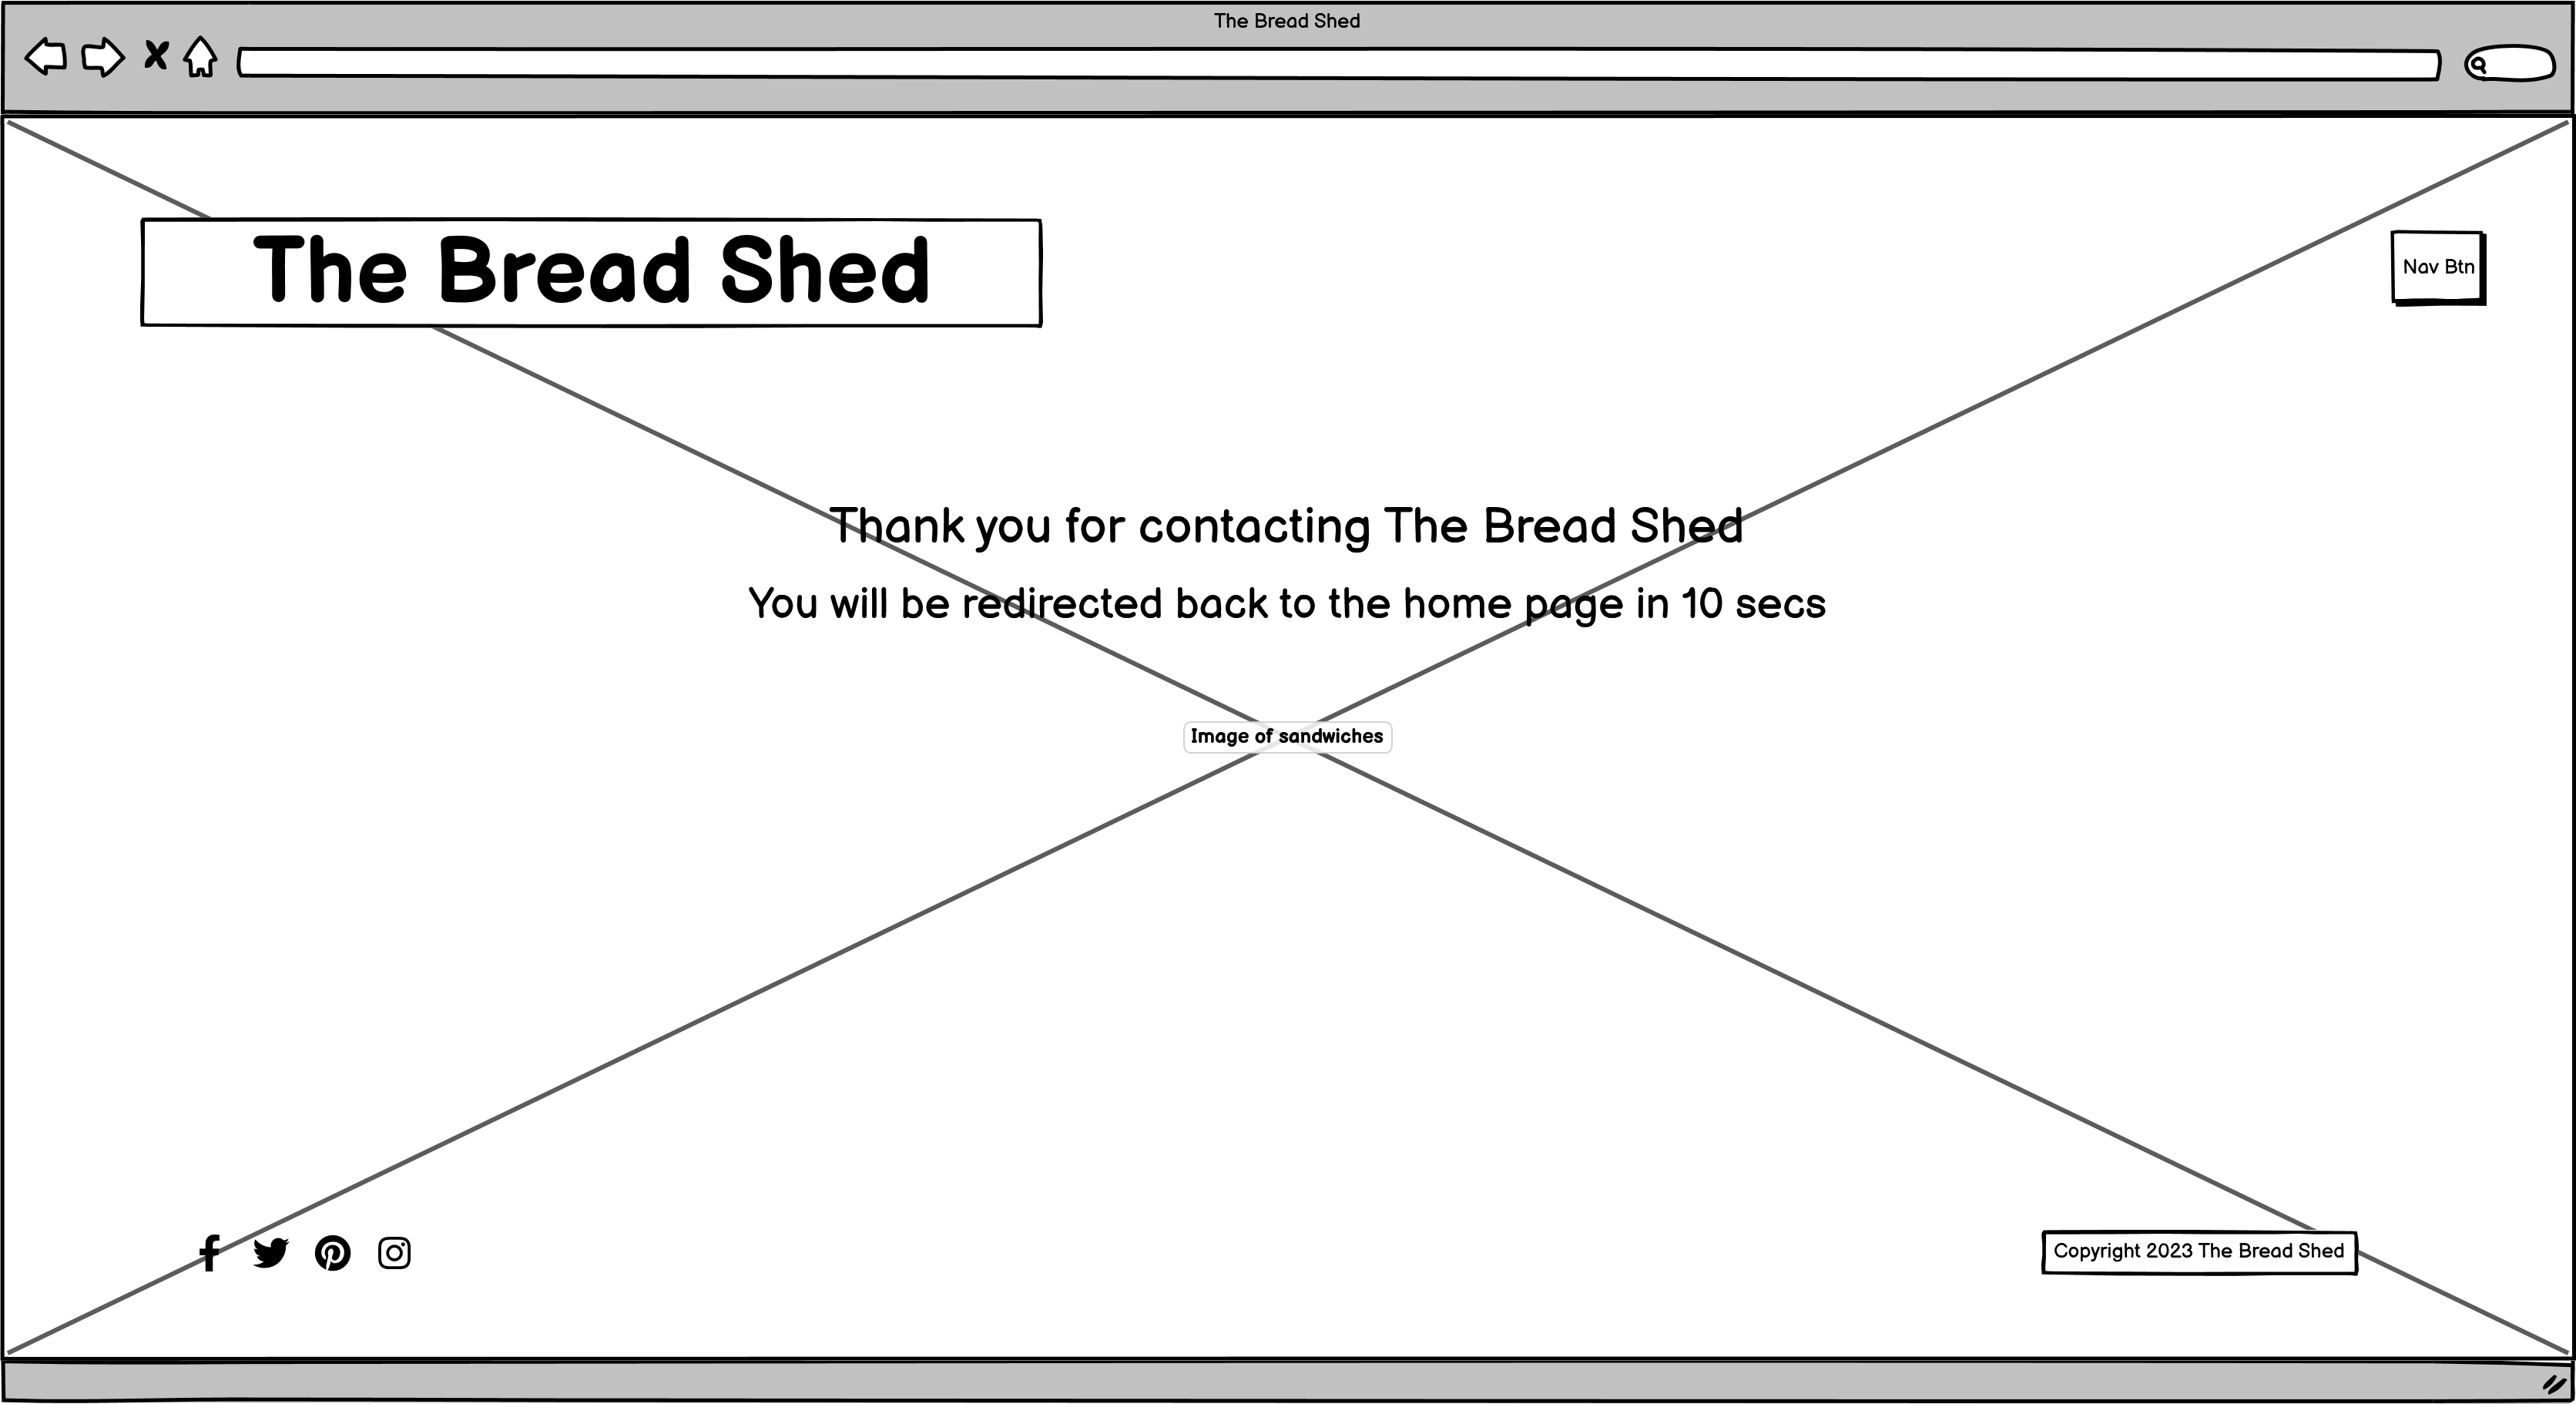 The Bread Shed
The Bread Shed
Nav Btn
Thank you for contacting The Bread Shed
You will be redirected back to the home page in 10 secs
Image of sandwiches
Copyright 2023 The Bread Shed